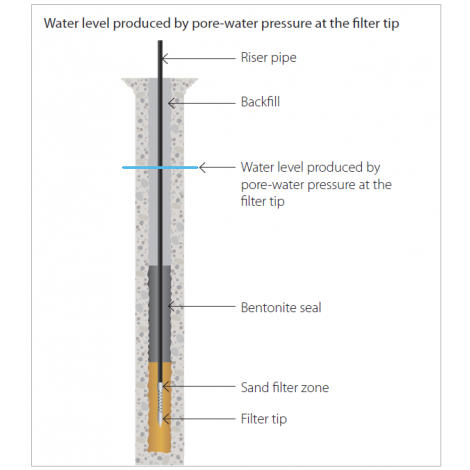 Water level produced by pore-water pressure at the filter tip
Riser pipe
Backfill
Water level produced by
pore-water pressure at the
filter tip
Bentonite seal
Sand filter zone
Filter tip